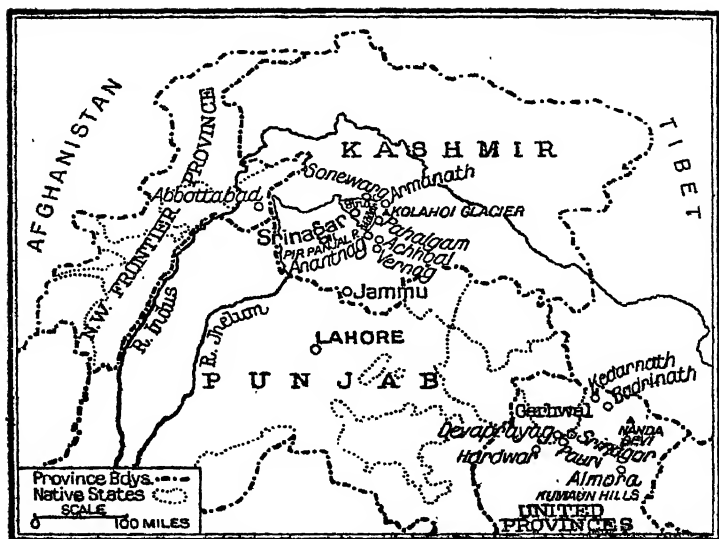 AFGHANISTAN
N.W. FRONTIER PROVINCE
KASHMIR
TIBET
Abbottabad
Sonewarg
Armanath
KOLAHOI GLACIER
Srinagar
Pahalgam
PIR PANJAL R.
Achhbal
Anantnag
Vernag
R. Indus
R. Jhelum
Jammu
LAHORE
PUNJAB
Kedarnath
Badrinath
Garhwal
NANDA
DEVI
Devaprayag
Srinagar
Hardwar
Pauri
Almora
KUMAUN HILLS
UNITED
PROVINCES
Province Bdys.
Native States
SCALE
0 100 MILES